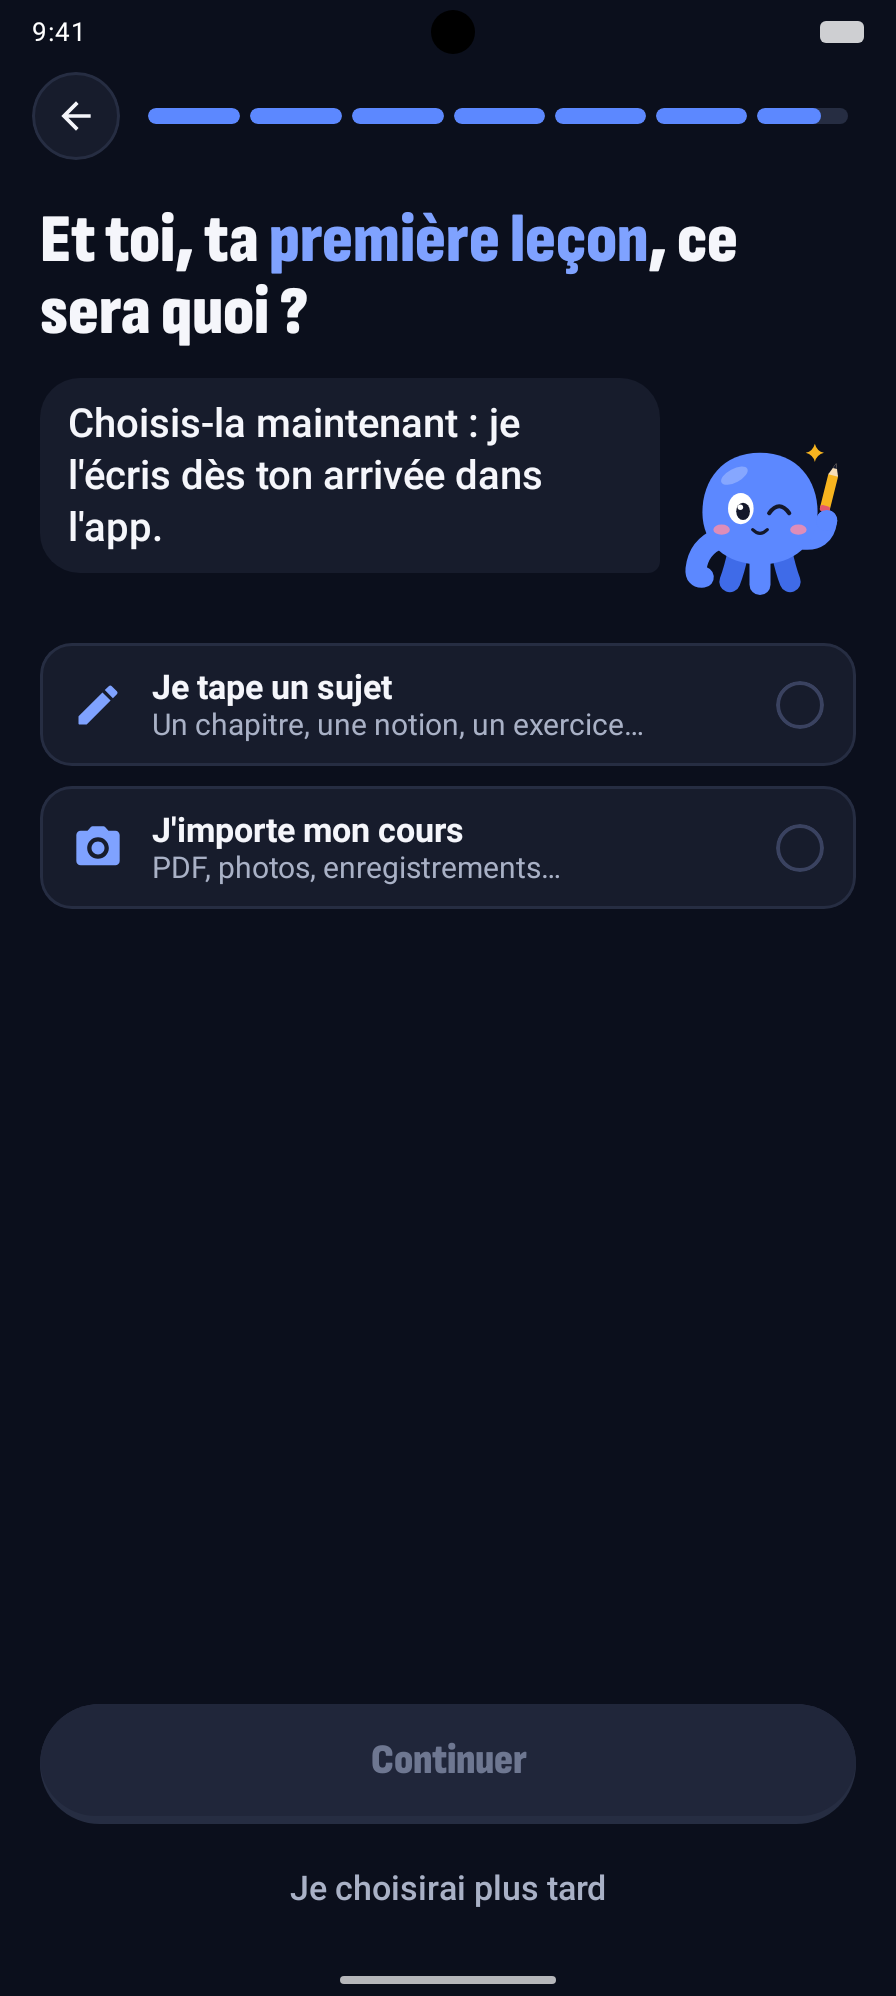 9:41
Et toi, ta première leçon, ce
sera quoi ?
Choisis-la maintenant : je
l'écris dès ton arrivée dans
l'app.
Je tape un sujet
Un chapitre, une notion, un exercice...
J'importe mon cours
PDF, photos, enregistrements...
Continuer
Je choisirai plus tard